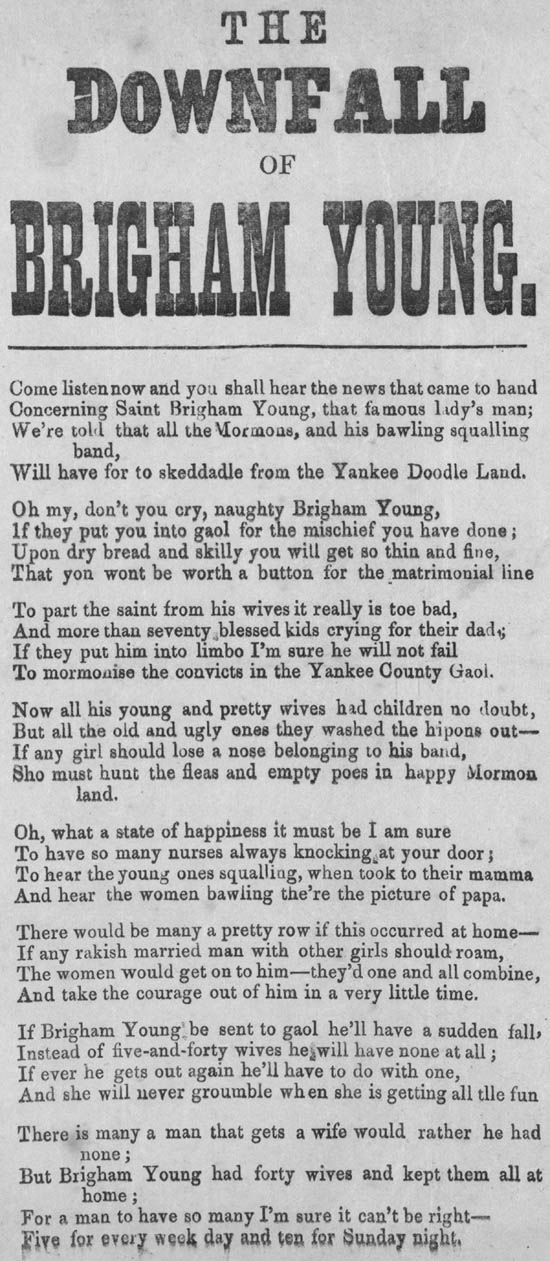 THE
DOWNFALL
OF
BRIGHAM YOUNG.
Come listen now and you shall hear the news that came to hand
Concerning Saint Brigham Young, that famous lady's man;
We're told that all the Mormons, and his bawling squalling
band,
Will have for to skeddadle from the Yankee Doodle Land.
Oh my, don't you cry, naughty Brigham Young,
If they put you into gaol for the mischief you have done;
Upon dry bread and skilly you will get so thin and fine,
That yon wont be worth a button for the matrimonial line
To part the saint from his wives it really is toe bad,
And more than seventy blessed kids crying for their dad;
If they put him into limbo I'm sure he will not fail
To mormonise the convicts in the Yankee County Gaol.
Now all his young and pretty wives had children no doubt,
But all the old and ugly ones they washed the hipons out—
If any girl should lose a nose belonging to his band,
Sho must hunt the fleas and empty poes in happy Mormon
land.
Oh, what a state of happiness it must be I am sure
To have so many nurses always knocking at your door;
To hear the young ones squalling, when took to their mamma
And hear the women bawling the're the picture of papa.
There would be many a pretty row if this occurred at home—
If any rakish married man with other girls should roam,
The women would get on to him—they'd one and all combine,
And take the courage out of him in a very little time.
If Brigham Young be sent to gaol he'll have a sudden fall,
Instead of five-and-forty wives he will have none at all;
If ever he gets out again he'll have to do with one,
And she will never groumble when she is getting all tlle fun
There is many a man that gets a wife would rather he had
none;
But Brigham Young had forty wives and kept them all at
home;
For a man to have so many I'm sure it can't be right—
Five for every week day and ten for Sunday night.